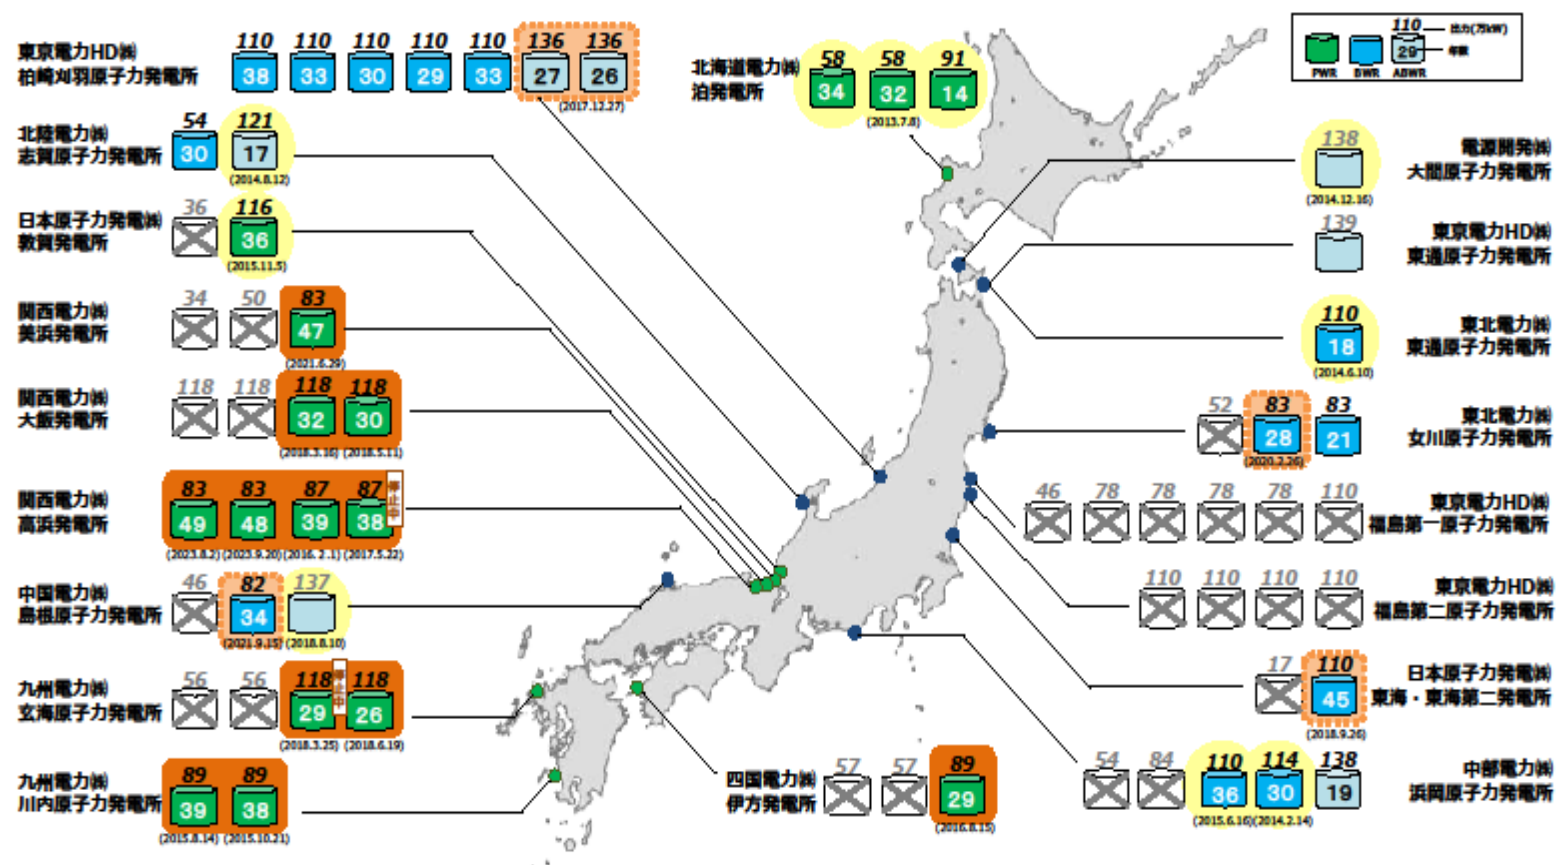 東京電力HD㈱
柏崎刈羽原子力発電所
110 110 110 110 110 136 136
38 33 30 29 33 27 26
(2017.12.27)
北陸電力㈱
志賀原子力発電所
54 121
30 17
(2014.8.12)
日本原子力発電㈱
敦賀発電所
36 116
36
(2015.11.5)
関西電力㈱
美浜発電所
34 50 83
47
(2021.6.29)
関西電力㈱
大飯発電所
118 118 118 118
32 30
(2018.3.16) (2018.5.11)
関西電力㈱
高浜発電所
83 83 87 87
停止中
49 48 39 38
(2023.8.2) (2023.9.20) (2016. 2 .1) (2017.5.22)
中国電力㈱
島根原子力発電所
46 82 137
34
(2021.9.15) (2018.8.10)
九州電力㈱
玄海原子力発電所
56 56 118 118
停止中
29 26
(2018.3.25) (2018.6.19)
九州電力㈱
川内原子力発電所
89 89
39 38
(2015.8.14) (2015.10.21)
北海道電力㈱
泊発電所
58 58 91
34 32 14
(2013.7.8)
四国電力㈱
伊方発電所
57 57 89
29
(2016.8.15)
110 出力(万kW)
29 年数
PWR BWR ABWR
138
電源開発㈱
大間原子力発電所
(2014.12.16)
139
東京電力HD㈱
東通原子力発電所
110
18
東北電力㈱
東通原子力発電所
(2014.6.10)
52 83 83
28 21
東北電力㈱
女川原子力発電所
(2020.2.26)
46 78 78 78 78 110
東京電力HD㈱
福島第一原子力発電所
110 110 110 110
東京電力HD㈱
福島第二原子力発電所
17 110
45
日本原子力発電㈱
東海・東海第二発電所
(2018.9.26)
54 84 110 114 138
36 30 19
中部電力㈱
浜岡原子力発電所
(2015.6.16) (2014.2.14)